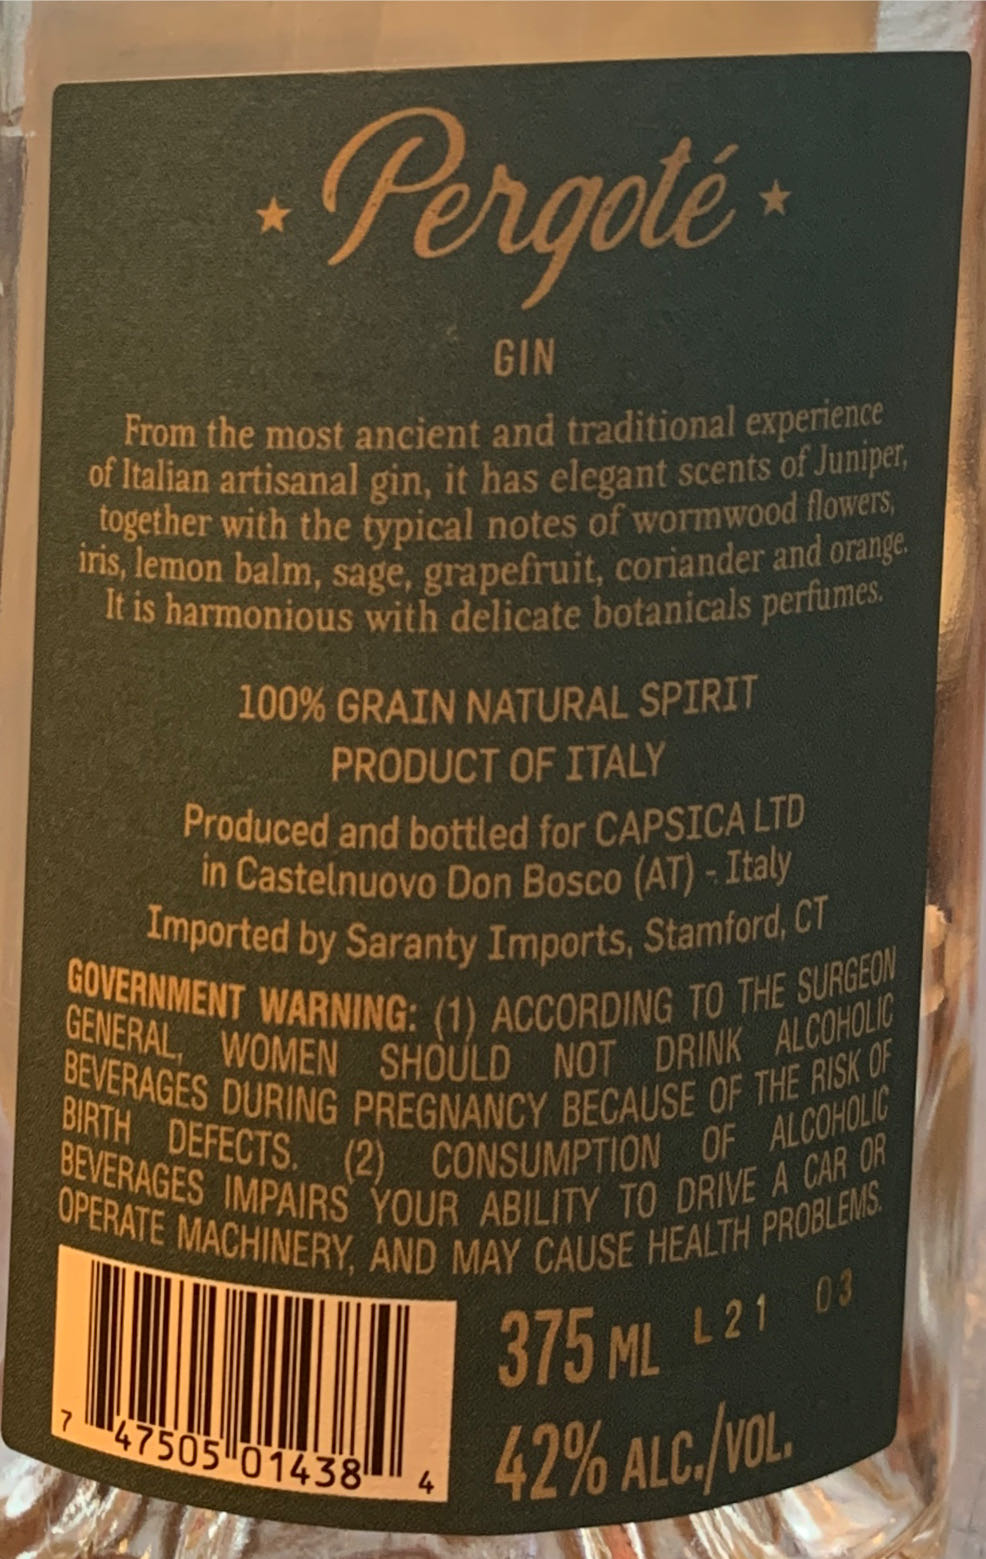 Pergoté
GIN
From the most ancient and traditional experience
of Italian artisanal gin, it has elegant scents of Juniper,
together with the typical notes of wormwood flowers,
iris, lemon balm, sage, grapefruit, coriander and orange.
It is harmonious with delicate botanicals perfumes.
100% GRAIN NATURAL SPIRIT
PRODUCT OF ITALY
Produced and bottled for CAPSICA LTD
in Castelnuovo Don Bosco (AT) - Italy
Imported by Saranty Imports, Stamford, CT
GOVERNMENT WARNING: (1) ACCORDING TO THE SURGEON
GENERAL, WOMEN SHOULD NOT DRINK ALCOHOLIC
BEVERAGES DURING PREGNANCY BECAUSE OF THE RISK OF
BIRTH DEFECTS. (2) CONSUMPTION OF ALCOHOLIC
BEVERAGES IMPAIRS YOUR ABILITY TO DRIVE A CAR OR
OPERATE MACHINERY, AND MAY CAUSE HEALTH PROBLEMS.
375 ML L21 03
42% ALC./VOL.
7 47505 01438 4